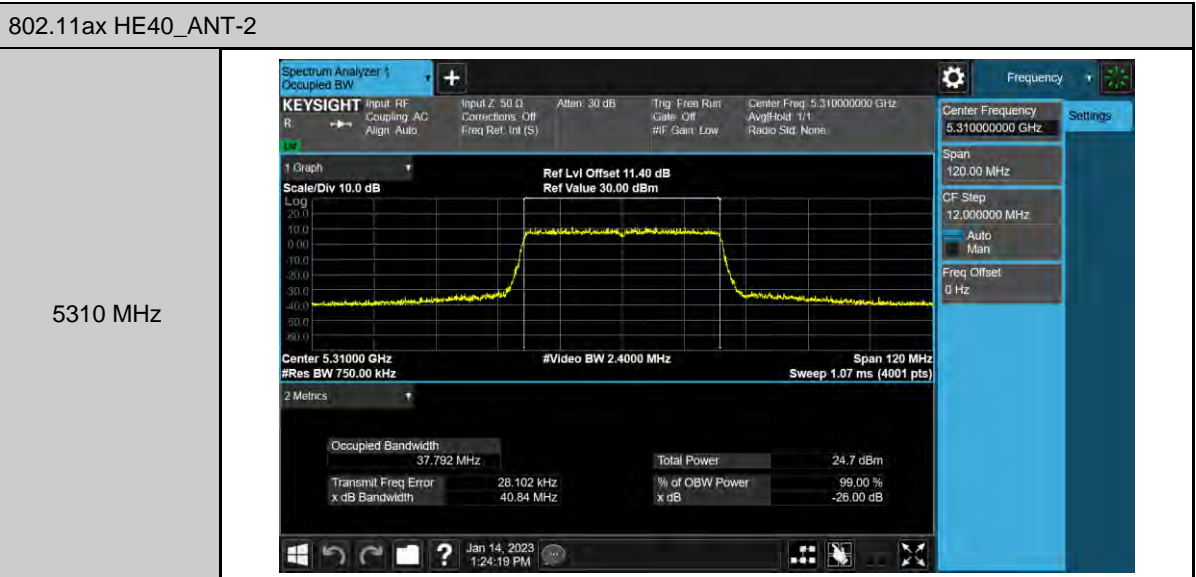 802.11ax HE40_ANT-2
5310 MHz
Spectrum Analyzer 1
Occupied BW
Frequency
KEYSIGHT
R
Input: RF
Coupling: AC
Align: Auto
Input Z: 50 Ω
Corrections: Off
Freq Ref: Int (S)
Atten: 30 dB
Trig: Free Run
Gate: Off
#IF Gain: Low
Center Freq: 5.310000000 GHz
Avg|Hold: 1/1
Radio Std: None
Center Frequency
5.310000000 GHz
Settings
Span
120.00 MHz
CF Step
12.000000 MHz
Auto
Man
Freq Offset
0 Hz
1 Graph
Scale/Div 10.0 dB
Ref Lvl Offset 11.40 dB
Ref Value 30.00 dBm
Log
20.0
10.0
0.00
-10.0
-20.0
-30.0
-40.0
-50.0
-60.0
Center 5.31000 GHz
#Video BW 2.4000 MHz
Span 120 MHz
#Res BW 750.00 kHz
Sweep 1.07 ms (4001 pts)
2 Metrics
Occupied Bandwidth
37.792 MHz
Total Power 24.7 dBm
Transmit Freq Error 28.102 kHz
% of OBW Power 99.00 %
x dB Bandwidth 40.84 MHz
x dB -26.00 dB
?
Jan 14, 2023
1:24:19 PM